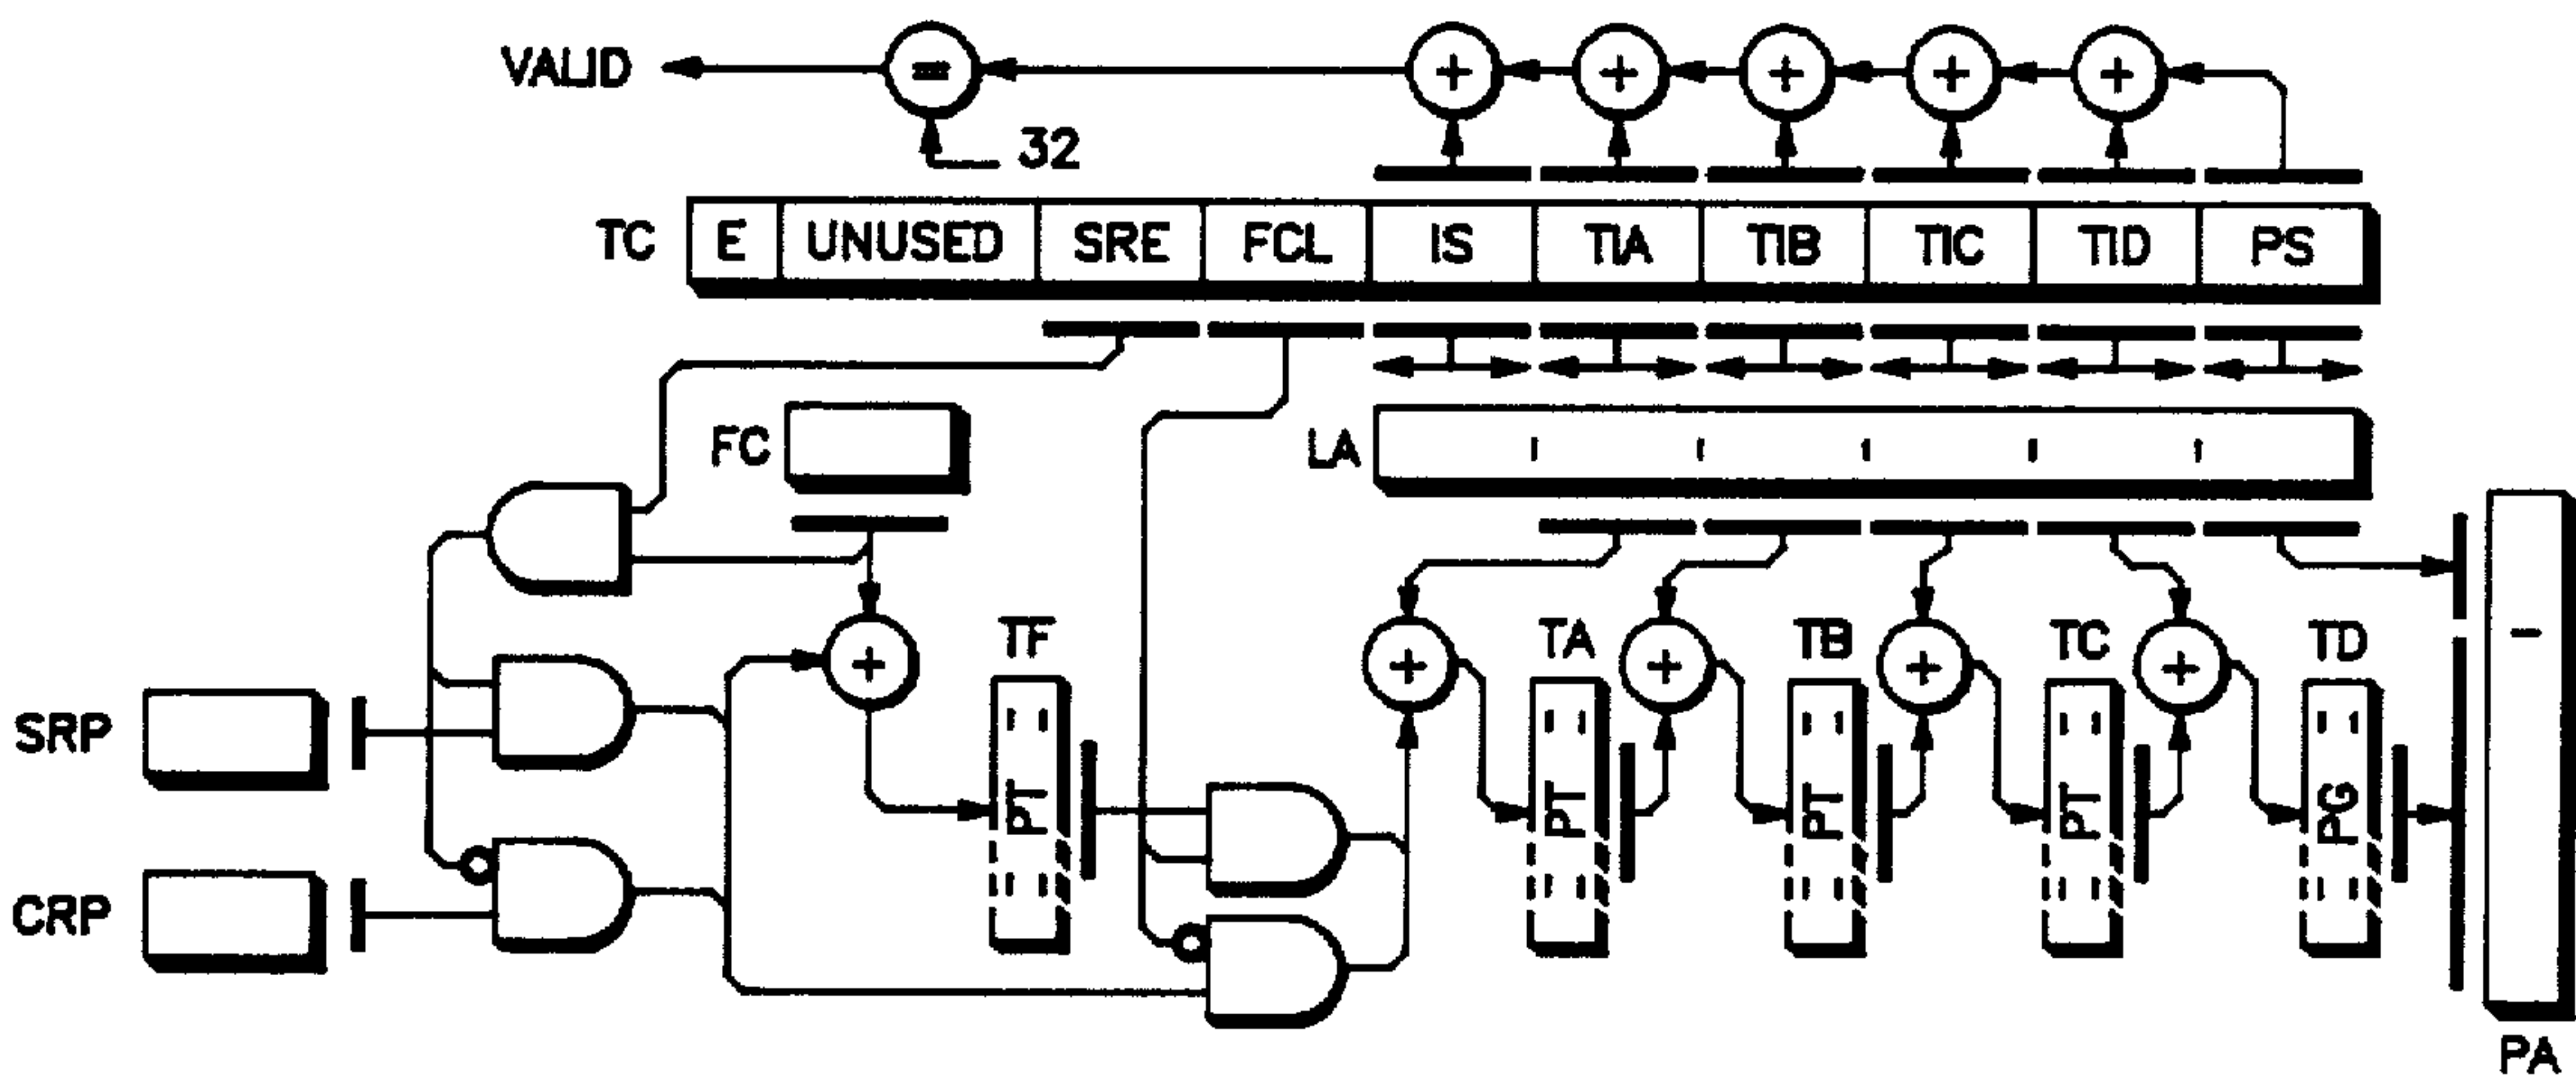 VALID = + + + + +
32
TC E UNUSED SRE FCL IS TIA TIB TIC TID PS
FC
LA
+ TF + TA + TB + TC + TD
SRP
PT PT PT PT PG
CRP
PA